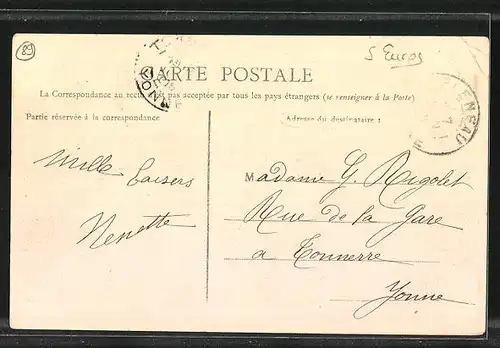 89
5 Euros
CARTE POSTALE
La Correspondance au recto n'est pas acceptée par tous les pays étrangers (se renseigner à la Poste)
Partie réservée à la correspondance
Adresse du destinataire :
BLENEAU
Mille
baisers
Nenette
Madame G. Rigolet
Rue de la Gare
à Tonnerre
Yonne